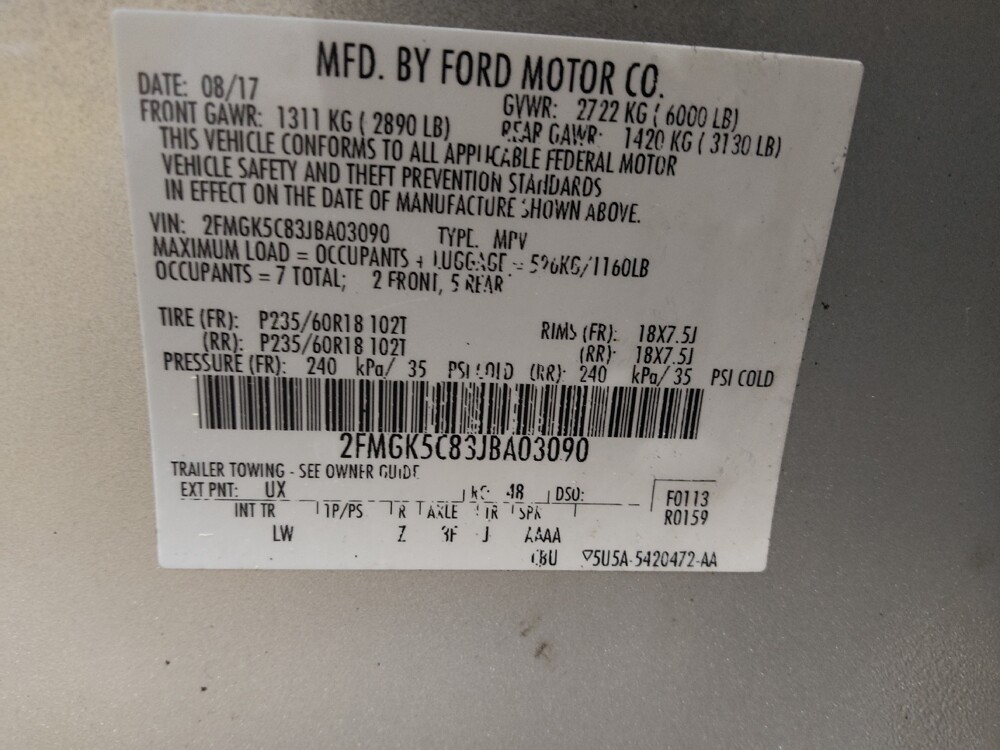 MFD. BY FORD MOTOR CO.
DATE: 08/17 GVWR: 2722 KG ( 6000 LB)
FRONT GAWR: 1311 KG ( 2890 LB) REAR GAWR: 1420 KG ( 3130 LB)
THIS VEHICLE CONFORMS TO ALL APPLICABLE FEDERAL MOTOR
VEHICLE SAFETY AND THEFT PREVENTION STANDARDS
IN EFFECT ON THE DATE OF MANUFACTURE SHOWN ABOVE.
VIN: 2FMGK5C83JBA03090 TYPE: MPV
MAXIMUM LOAD = OCCUPANTS + LUGGAGE = 526KG/1160LB
OCCUPANTS = 7 TOTAL; 2 FRONT, 5 REAR
TIRE (FR): P235/60R18 102T RIMS (FR): 18X7.5J
(RR): P235/60R18 102T (RR): 18X7.5J
PRESSURE (FR): 240 kPa/ 35 PSI COLD (RR): 240 kPa/ 35 PSI COLD
2FMGK5C83JBA03090
TRAILER TOWING - SEE OWNER GUIDE
EXT PNT: UX 48 DSO: F0113
INT TR TP/PS R AXLE TR SPR R0159
LW Z 3F J AAAA
5U5A-5420472-AA